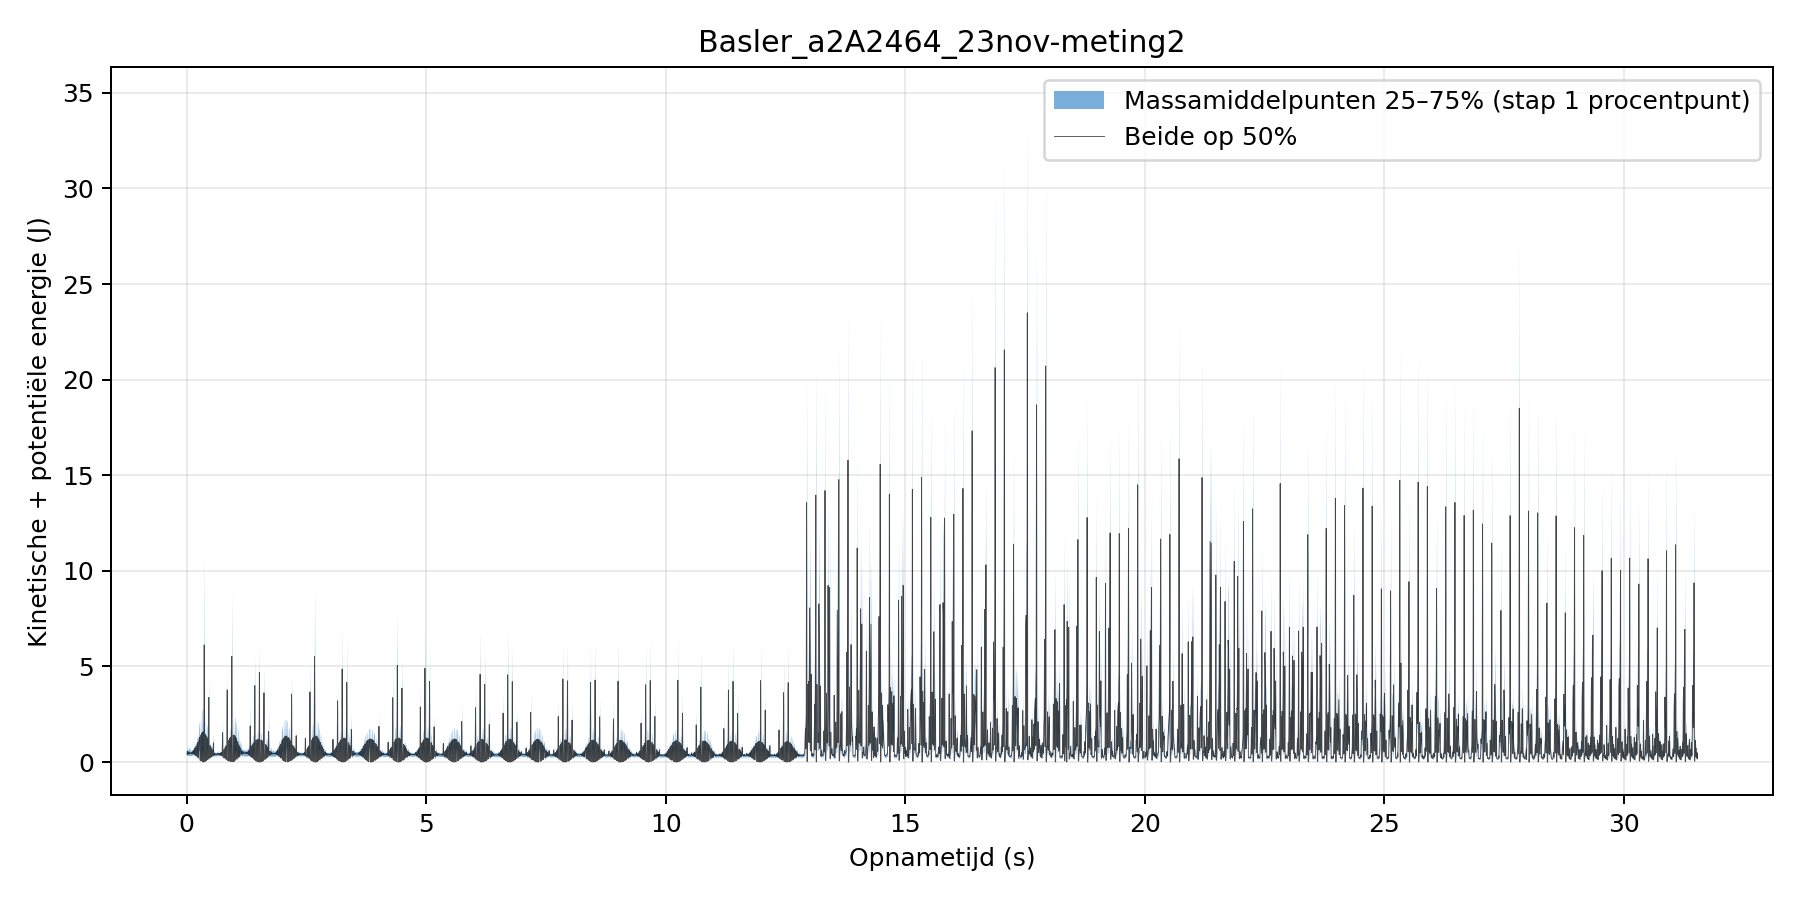 Basler_a2A2464_23nov-meting2
Massamiddelpunten 25–75% (stap 1 procentpunt)
Beide op 50%
Kinetische + potentiële energie (J)
35
30
25
20
15
10
5
0
0 5 10 15 20 25 30
Opnametijd (s)